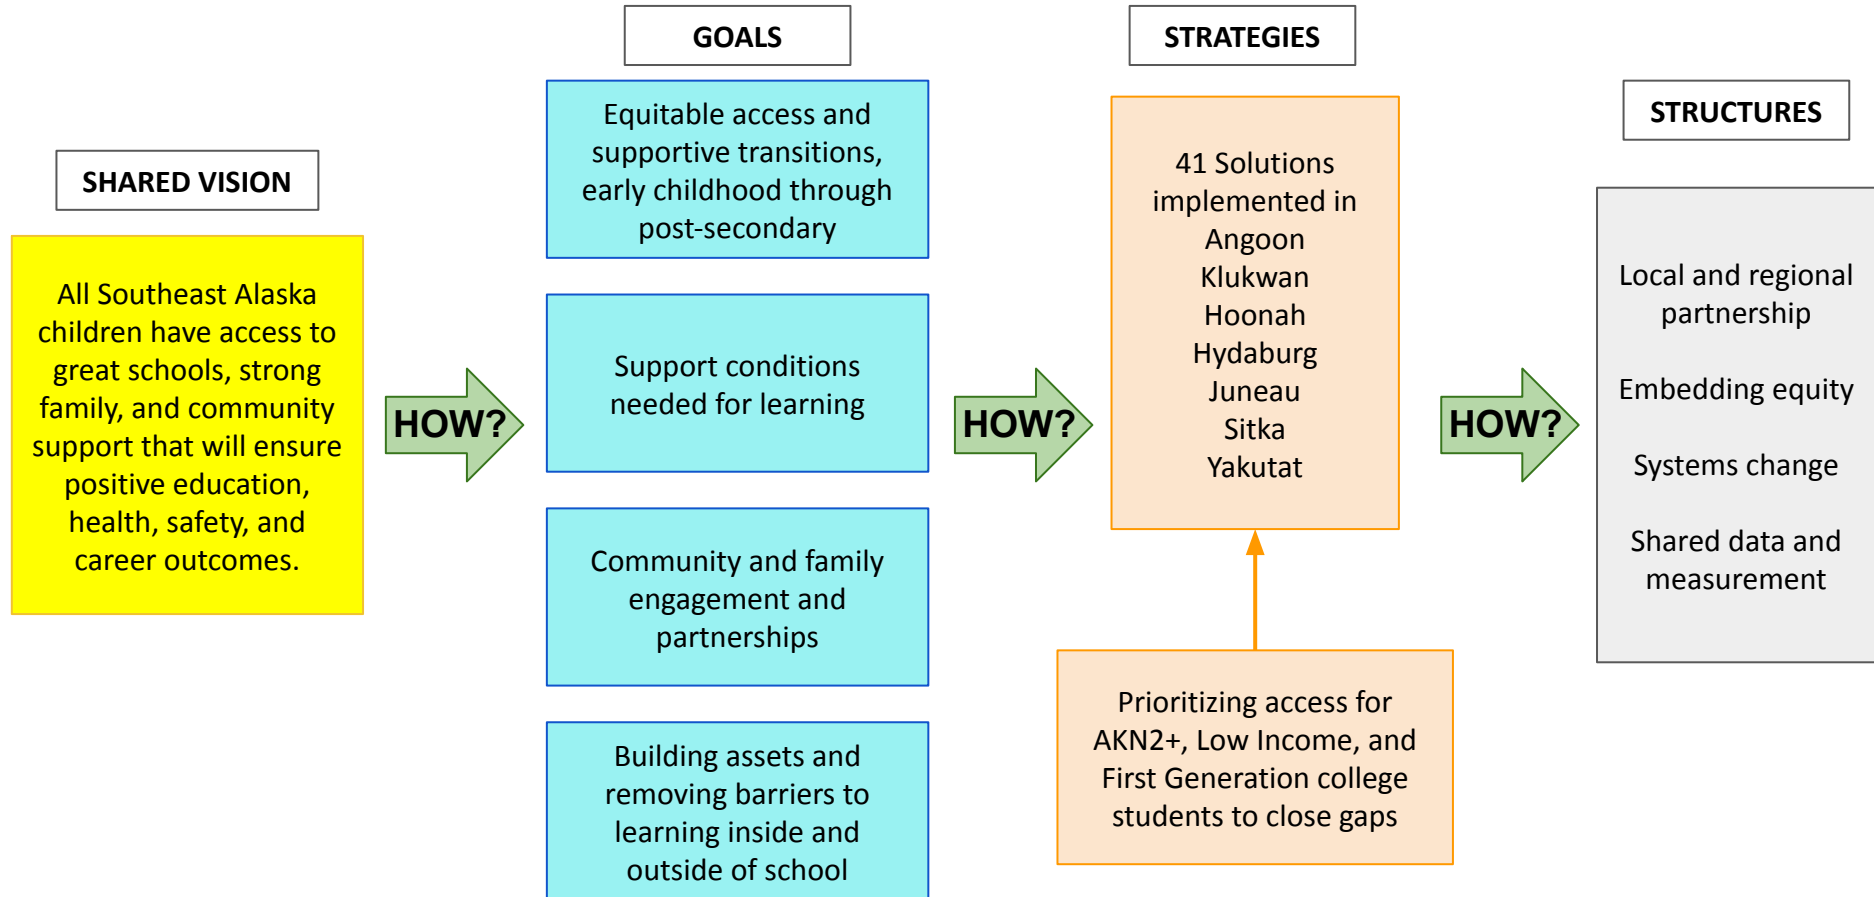 SHARED VISION
All Southeast Alaska
children have access to
great schools, strong
family, and community
support that will ensure
positive education,
health, safety, and
career outcomes.
HOW?
GOALS
Equitable access and
supportive transitions,
early childhood through
post-secondary
Support conditions
needed for learning
Community and family
engagement and
partnerships
Building assets and
removing barriers to
learning inside and
outside of school
HOW?
STRATEGIES
41 Solutions
implemented in
Angoon
Klukwan
Hoonah
Hydaburg
Juneau
Sitka
Yakutat
Prioritizing access for
AKN2+, Low Income, and
First Generation college
students to close gaps
HOW?
STRUCTURES
Local and regional
partnership
Embedding equity
Systems change
Shared data and
measurement